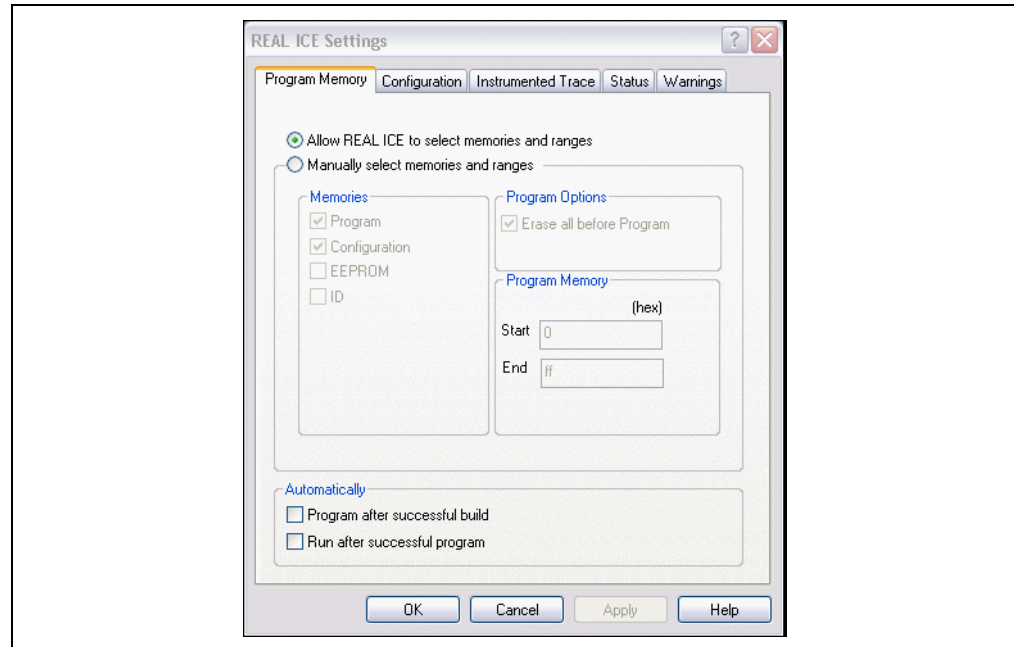 REAL ICE Settings
Program Memory Configuration Instrumented Trace Status Warnings
Allow REAL ICE to select memories and ranges
Manually select memories and ranges
Memories
Program
Configuration
EEPROM
ID
Program Options
Erase all before Program
Program Memory
(hex)
Start 0
End ff
Automatically
Program after successful build
Run after successful program
OK Cancel Apply Help